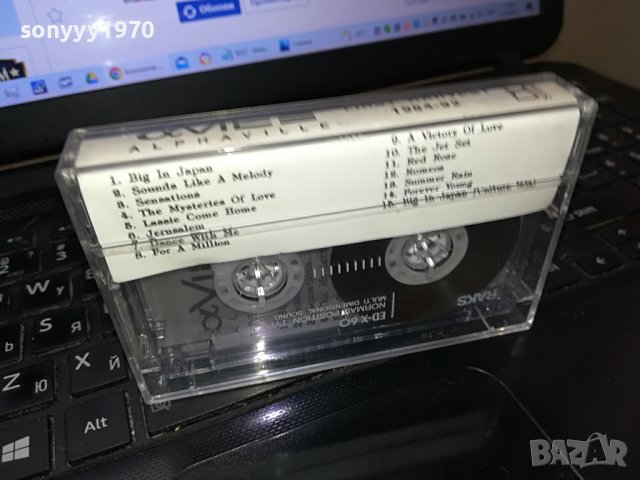 sonyyy1970
Обнови
ALPHAVILLE
1984-92
1. Big In Japan
2. Sounds Like A Melody
3. Sensations
4. The Mysteries Of Love
5. Lassie Come Home
6. Jerusalem
7. Dance With Me
8. For A Million
9. A Victory Of Love
10. The Jet Set
11. Red Rose
12. Romeos
13. Summer Rain
14. Forever Young
15. Big In Japan (Culture Mix)
RAKS
ED-X 60
NORMAL POSITION TY
MULTI DIMENSIONAL SOUND
Z
Ю
Й
Alt
BAZAR